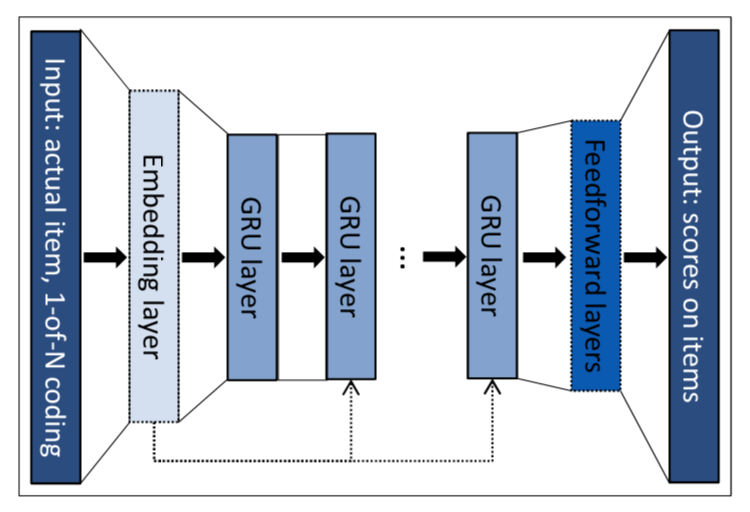 Input: actual item, 1-of-N coding
Embedding layer
GRU layer
GRU layer
...
GRU layer
Feedforward layers
Output: scores on items